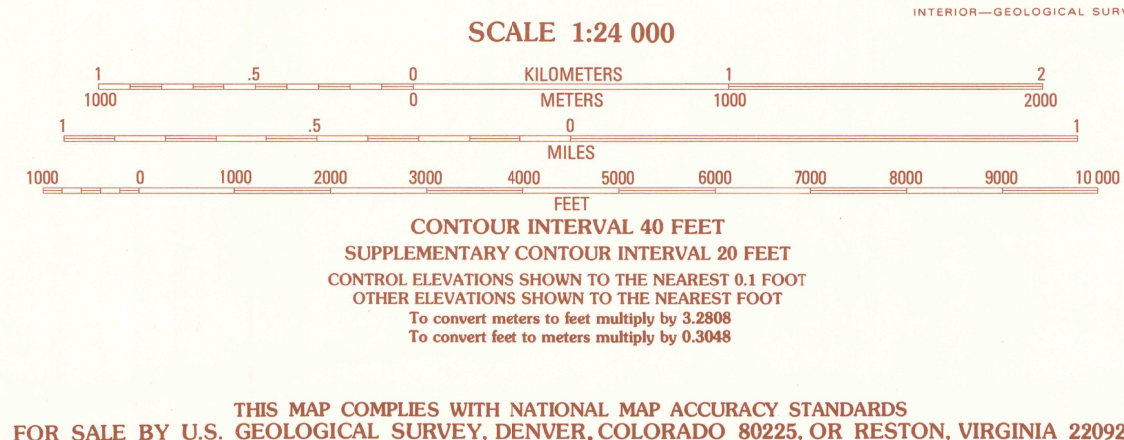 INTERIOR—GEOLOGICAL SURV
SCALE 1:24 000
1 .5 0 KILOMETERS 1 2
1000 0 METERS 1000 2000
1 .5 0 1
MILES
1000 0 1000 2000 3000 4000 5000 6000 7000 8000 9000 10 000
FEET
CONTOUR INTERVAL 40 FEET
SUPPLEMENTARY CONTOUR INTERVAL 20 FEET
CONTROL ELEVATIONS SHOWN TO THE NEAREST 0.1 FOOT
OTHER ELEVATIONS SHOWN TO THE NEAREST FOOT
To convert meters to feet multiply by 3.2808
To convert feet to meters multiply by 0.3048
THIS MAP COMPLIES WITH NATIONAL MAP ACCURACY STANDARDS
FOR SALE BY U.S. GEOLOGICAL SURVEY, DENVER, COLORADO 80225, OR RESTON, VIRGINIA 22092